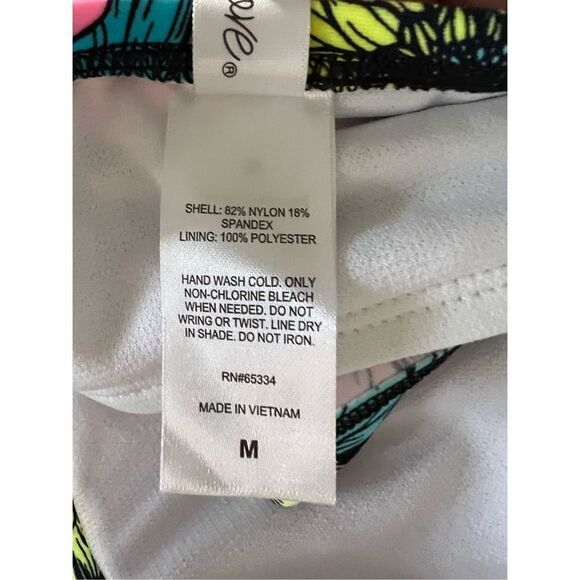 SHELL: 82% NYLON 18%
SPANDEX
LINING: 100% POLYESTER
HAND WASH COLD. ONLY
NON-CHLORINE BLEACH
WHEN NEEDED. DO NOT
WRING OR TWIST. LINE DRY
IN SHADE. DO NOT IRON.
RN#65334
MADE IN VIETNAM
M